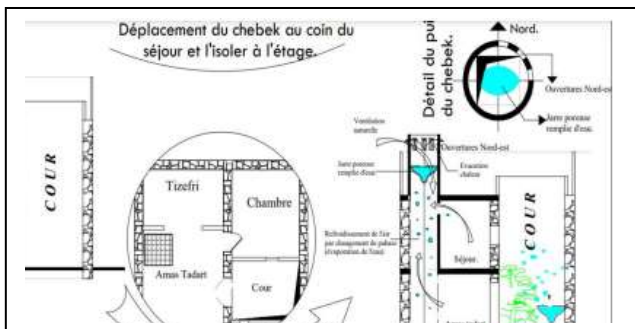 Déplacement du chebek au coin du
séjour et l'isoler à l'étage.
Détail du pui
du chebek.
Nord.
Ouvertures Nord-est
Jarre poreuse
remplie d'eau.
COUR
Tizefri
Chambre
Amas Tadart
Cour
Ventilation
naturelle
Ouvertures Nord-est
Jarre poreuse
remplie d'eau.
Evacuation
chaleur
Refroidissement de l'air
par changement de
(évaporation de l'eau).
Séjour.
COUR